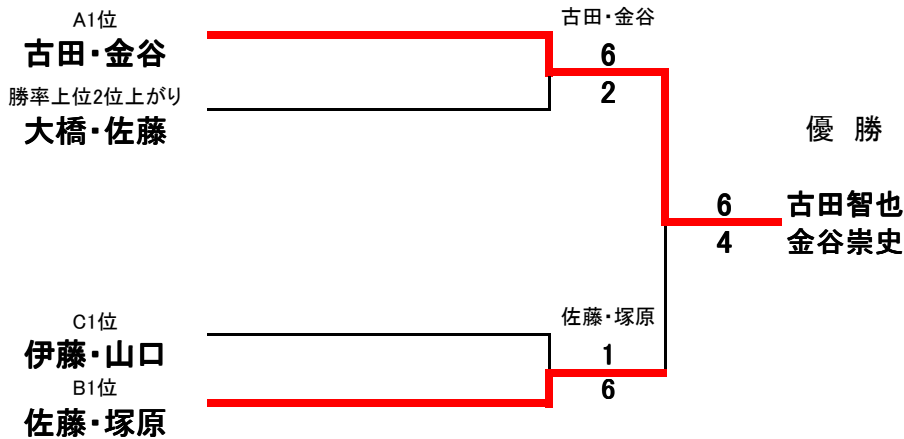 A1位
古田・金谷
勝率上位2位上がり
大橋・佐藤
古田・金谷
6
2
優 勝
6
4
古田智也
金谷崇史
C1位
伊藤・山口
B1位
佐藤・塚原
佐藤・塚原
1
6